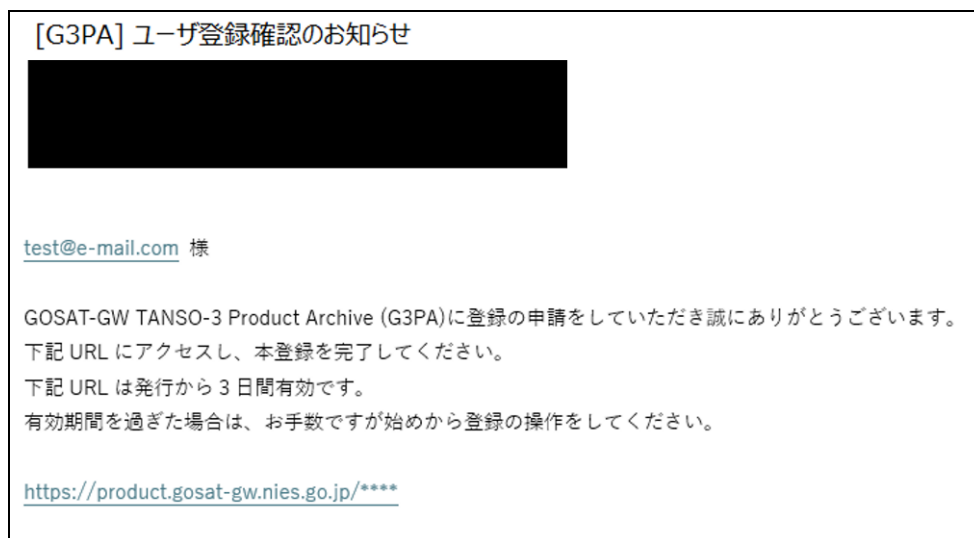 [G3PA] ユーザ登録確認のお知らせ
test@e-mail.com 様
GOSAT-GW TANSO-3 Product Archive (G3PA)に登録の申請をしていただき誠にありがとうございます。
下記 URL にアクセスし、本登録を完了してください。
下記 URL は発行から 3 日間有効です。
有効期間を過ぎた場合は、お手数ですが始めから登録の操作をしてください。
https://product.gosat-gw.nies.go.jp/****